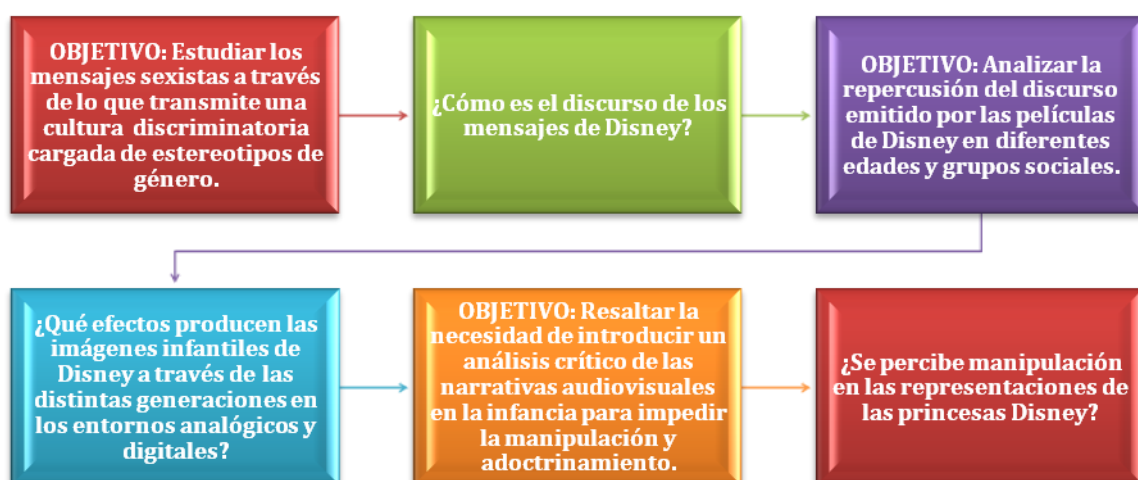 OBJETIVO: Estudiar los
mensajes sexistas a través
de lo que transmite una
cultura discriminatoria
cargada de estereotipos de
género.
¿Cómo es el discurso de los
mensajes de Disney?
OBJETIVO: Analizar la
repercusión del discurso
emitido por las películas
de Disney en diferentes
edades y grupos sociales.
¿Qué efectos producen las
imágenes infantiles de
Disney a través de las
distintas generaciones en
los entornos analógicos y
digitales?
OBJETIVO: Resaltar la
necesidad de introducir un
análisis crítico de las
narrativas audiovisuales
en la infancia para impedir
la manipulación y
adoctrinamiento.
¿Se percibe manipulación
en las representaciones de
las princesas Disney?